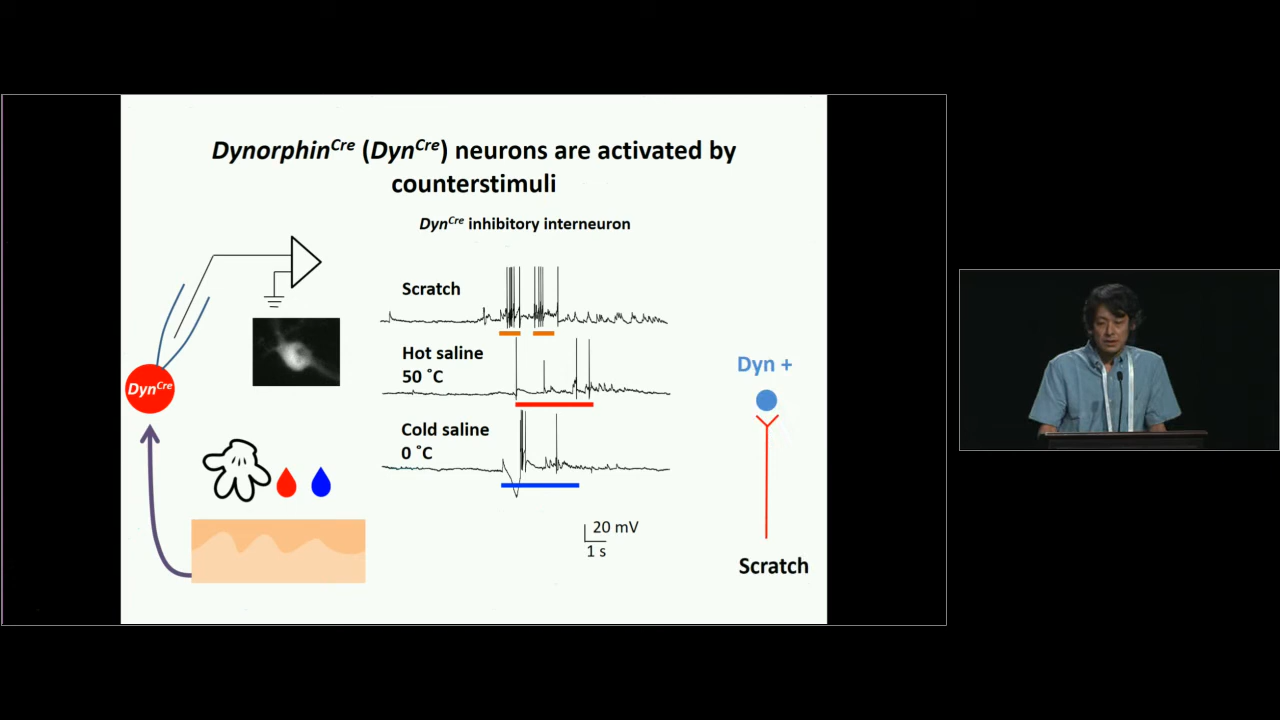 Dynorphin^Cre (Dyn^Cre) neurons are activated by
counterstimuli
Dyn^Cre inhibitory interneuron
Scratch
Hot saline
50 ˚C
Cold saline
0 ˚C
20 mV
1 s
Dyn^Cre
Dyn +
Scratch